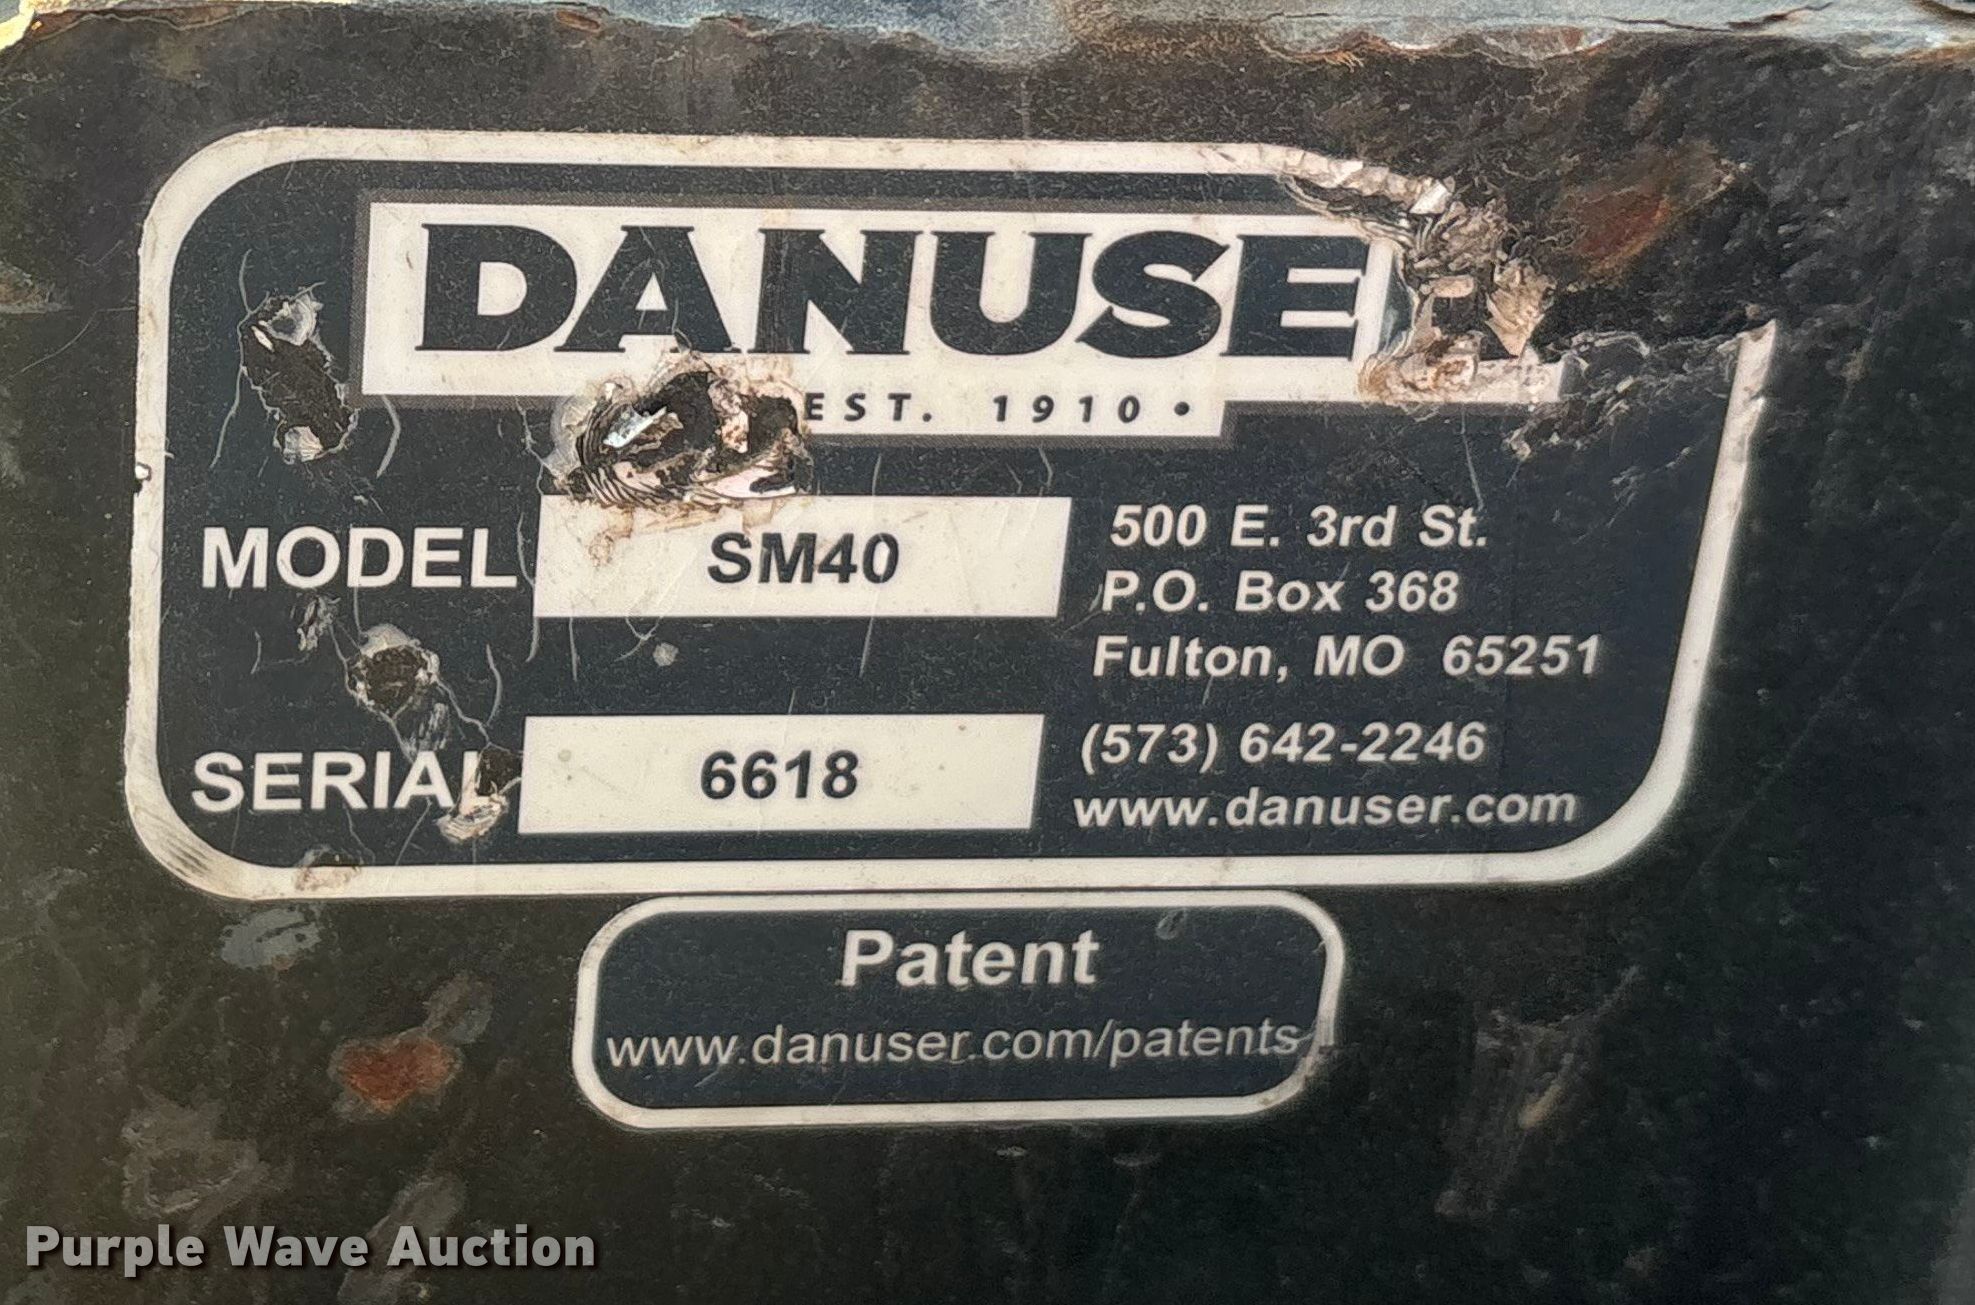 DANUSE
EST. 1910 •
MODEL SM40
SERIAL 6618
500 E. 3rd St.
P.O. Box 368
Fulton, MO 65251
(573) 642-2246
www.danuser.com
Patent
www.danuser.com/patents
Purple Wave Auction